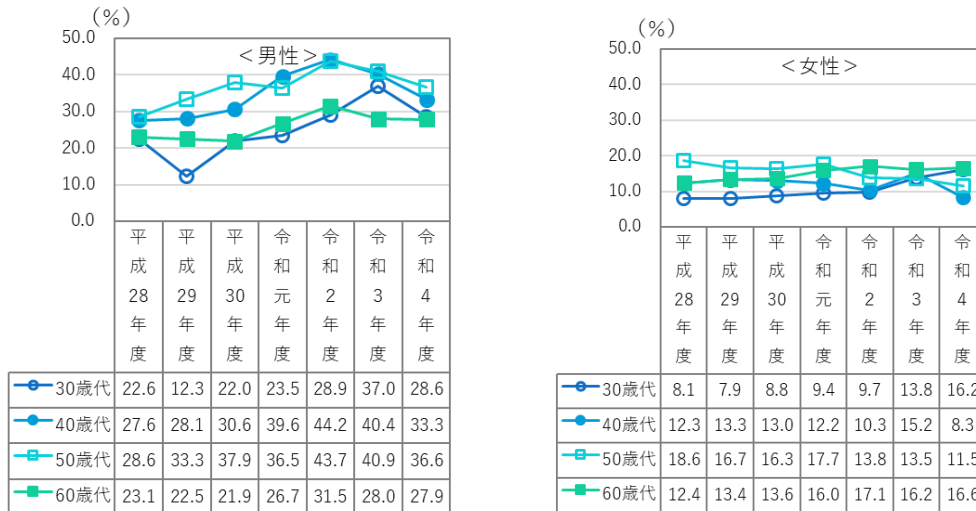 (%)
50.0
40.0
30.0
20.0
10.0
0.0
＜男性＞
平成28年度 平成29年度 平成30年度 令和元年度 令和2年度 令和3年度 令和4年度
30歳代 22.6 12.3 22.0 23.5 28.9 37.0 28.6
40歳代 27.6 28.1 30.6 39.6 44.2 40.4 33.3
50歳代 28.6 33.3 37.9 36.5 43.7 40.9 36.6
60歳代 23.1 22.5 21.9 26.7 31.5 28.0 27.9
(%)
50.0
40.0
30.0
20.0
10.0
0.0
＜女性＞
平成28年度 平成29年度 平成30年度 令和元年度 令和2年度 令和3年度 令和4年度
30歳代 8.1 7.9 8.8 9.4 9.7 13.8 16.2
40歳代 12.3 13.3 13.0 12.2 10.3 15.2 8.3
50歳代 18.6 16.7 16.3 17.7 13.8 13.5 11.5
60歳代 12.4 13.4 13.6 16.0 17.1 16.2 16.6